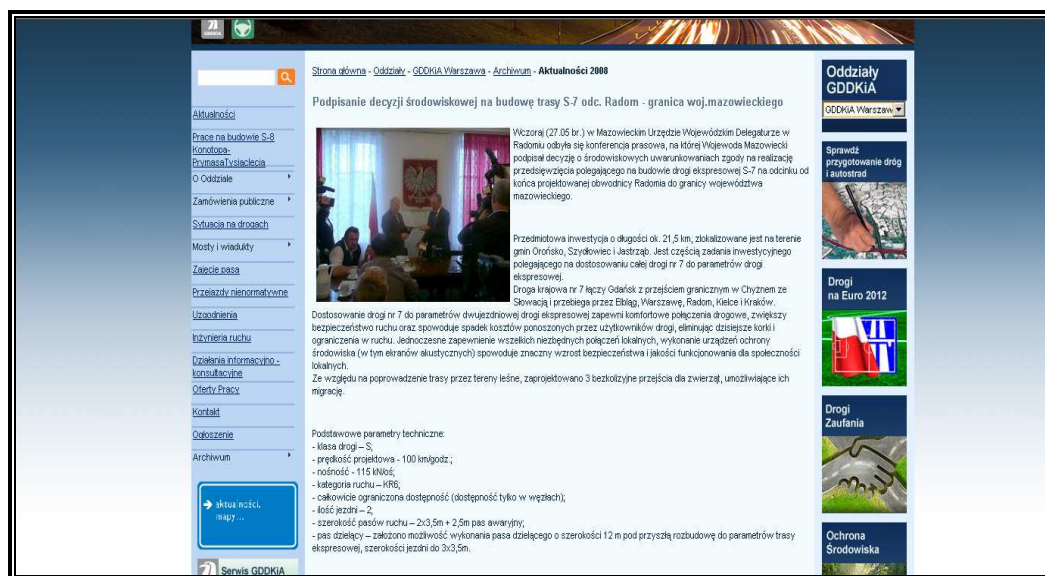 Strona główna - Oddziały - GDDKiA Warszawa - Archiwum - Aktualności 2008
Podpisanie decyzji środowiskowej na budowę trasy S-7 odc. Radom - granica woj.mazowieckiego
Aktualności
Prace na budowie S-8
Konotopa-
PrymasaTysiaclecia
O Oddziale
Zamówienia publiczne
Sytuacja na drogach
Mosty i wiadukty
Zajęcie pasa
Przejazdy nienormatywne
Uzgodnienia
Inżynieria ruchu
Działania informacyjno -
konsultacyjne
Oferty Pracy
Kontakt
Ogłoszenie
Archiwum
aktualności,
mapy...
Serwis GDDKiA
Wczoraj (27.05 br.) w Mazowieckim Urzędzie Wojewódzkim Delegaturze w
Radomiu odbyła się konferencja prasowa, na której Wojewoda Mazowiecki
podpisał decyzję o środowiskowych uwarunkowaniach zgody na realizację
przedsięwzięcia polegającego na budowie drogi ekspresowej S-7 na odcinku od
końca projektowanej obwodnicy Radomia do granicy województwa
mazowieckiego.
Przedmiotowa inwestycja o długości ok. 21,5 km, zlokalizowane jest na terenie
gmin Orońsko, Szydłowiec i Jastrząb. Jest częścią zadania inwestycyjnego
polegającego na dostosowaniu całej drogi nr 7 do parametrów drogi
ekspresowej.
Droga krajowa nr 7 łączy Gdańsk z przejściem granicznym w Chyżnem ze
Słowacją i przebiega przez Elbląg, Warszawę, Radom, Kielce i Kraków.
Dostosowanie drogi nr 7 do parametrów dwujezdniowej drogi ekspresowej zapewni komfortowe połączenia drogowe, zwiększy
bezpieczeństwo ruchu oraz spowoduje spadek kosztów ponoszonych przez użytkowników drogi, eliminując dzisiejsze korki i
ograniczenia w ruchu. Jednoczesne zapewnienie wszelkich niezbędnych połączeń lokalnych, wykonanie urządzeń ochrony
środowiska (w tym ekranów akustycznych) spowoduje znaczny wzrost bezpieczeństwa i jakości funkcjonowania dla społeczności
lokalnych.
Ze względu na poprowadzenie trasy przez tereny leśne, zaprojektowano 3 bezkolizyjne przejścia dla zwierząt, umożliwiające ich
migrację.
Podstawowe parametry techniczne:
- klasa drogi – S;
- prędkość projektowa - 100 km/godz.;
- nośność - 115 kN/oś;
- kategoria ruchu – KR6;
- całkowicie ograniczona dostępność (dostępność tylko w węzłach);
- ilość jezdni – 2;
- szerokość pasów ruchu – 2x3,5m + 2,5m pas awaryjny;
- pas dzielący – założono możliwość wykonania pasa dzielącego o szerokości 12 m pod przyszłą rozbudowę do parametrów trasy
ekspresowej, szerokości jezdni do 3x3,5m.
Oddziały
GDDKiA
GDDKiA Warszaw
Sprawdź
przygotowanie dróg
i autostrad
Drogi
na Euro 2012
Drogi
Zaufania
Ochrona
Środowiska